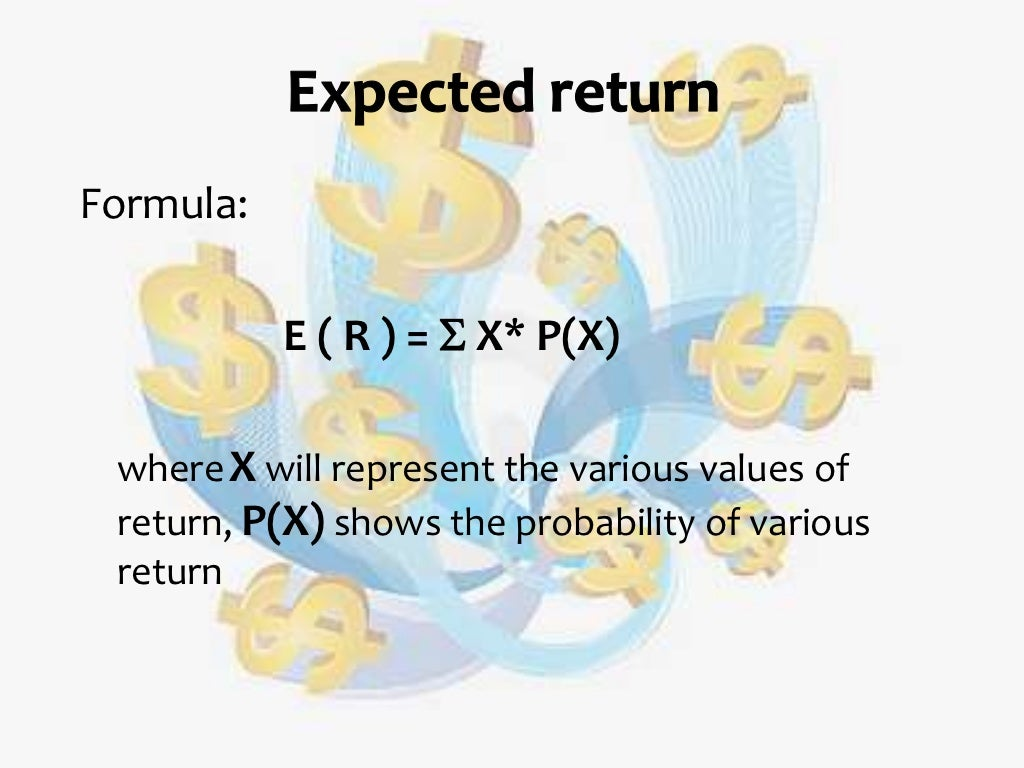 Expected return
Formula:
E ( R ) = Σ X* P(X)
where X will represent the various values of
return, P(X) shows the probability of various
return